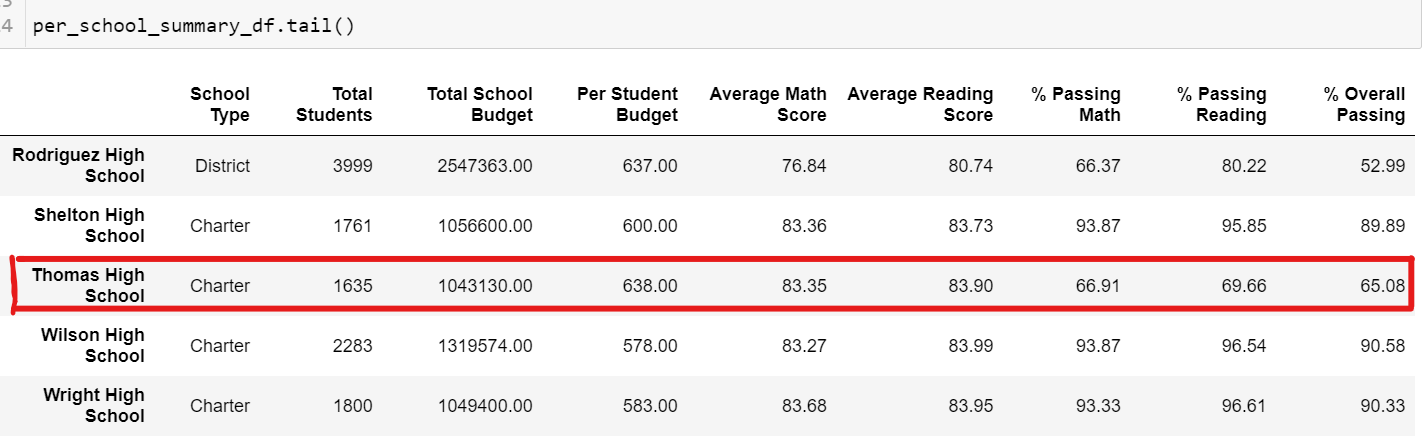 4 per_school_summary_df.tail()
School Type Total Students Total School Budget Per Student Budget Average Math Score Average Reading Score % Passing Math % Passing Reading % Overall Passing
Rodriguez High School District 3999 2547363.00 637.00 76.84 80.74 66.37 80.22 52.99
Shelton High School Charter 1761 1056600.00 600.00 83.36 83.73 93.87 95.85 89.89
Thomas High School Charter 1635 1043130.00 638.00 83.35 83.90 66.91 69.66 65.08
Wilson High School Charter 2283 1319574.00 578.00 83.27 83.99 93.87 96.54 90.58
Wright High School Charter 1800 1049400.00 583.00 83.68 83.95 93.33 96.61 90.33